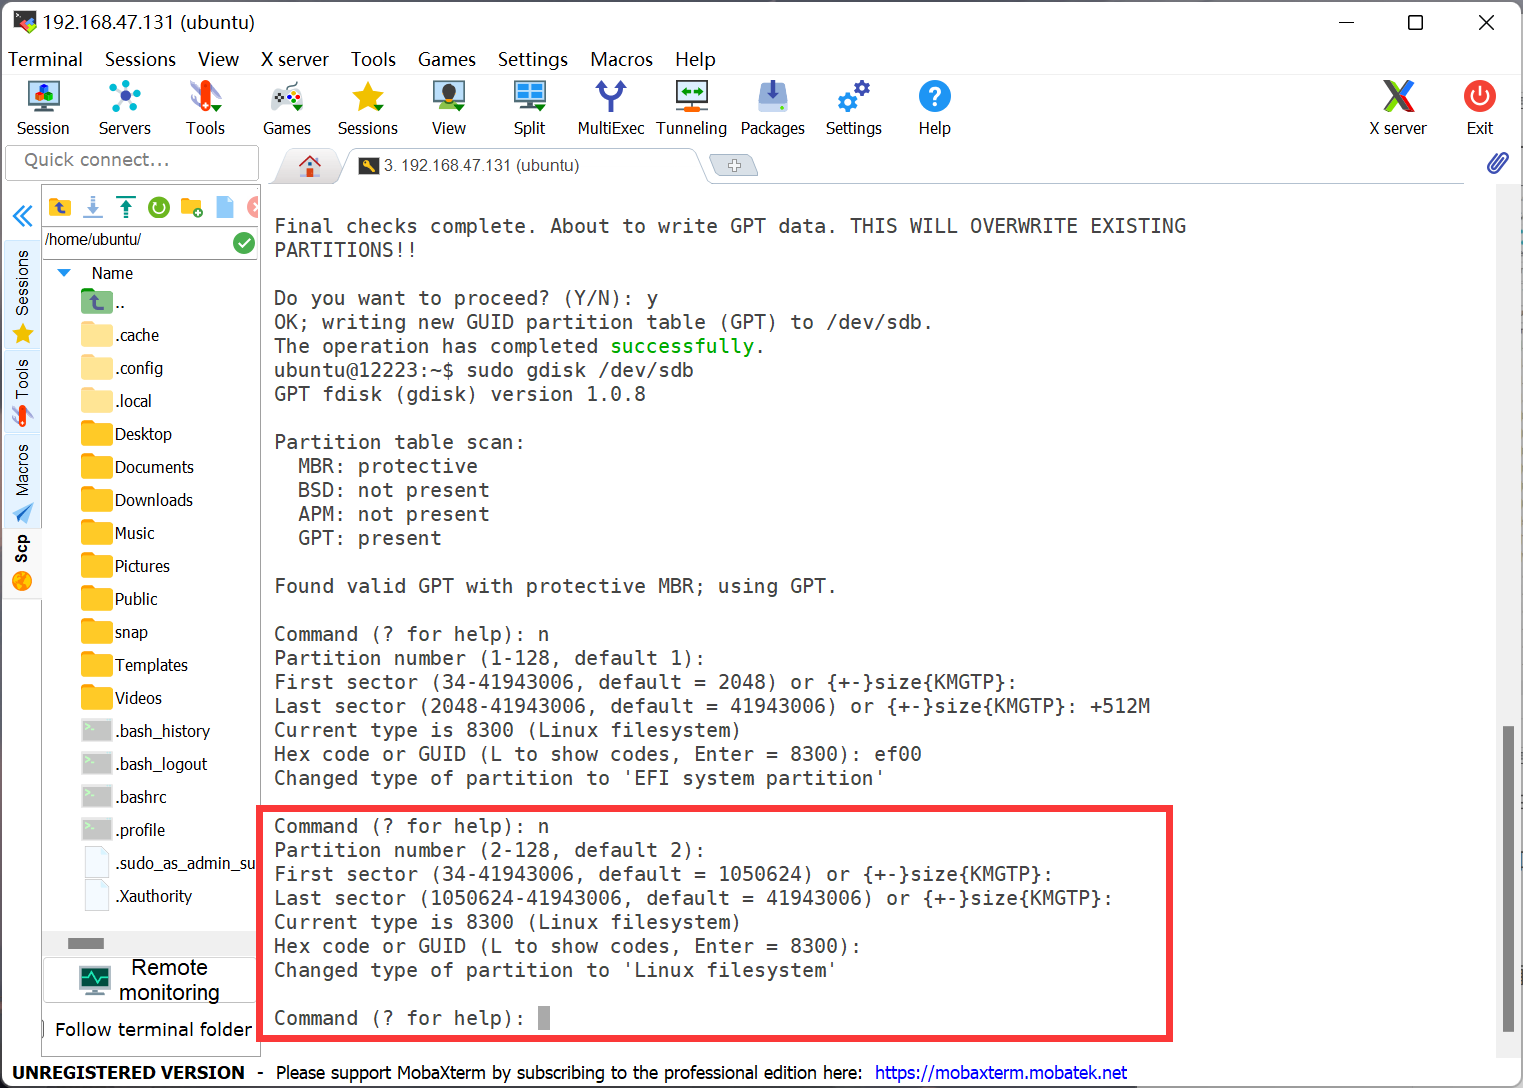 192.168.47.131 (ubuntu)
Terminal Sessions View X server Tools Games Settings Macros Help
Session Servers Tools Games Sessions View Split MultiExec Tunneling Packages Settings Help X server Exit
Quick connect...
3. 192.168.47.131 (ubuntu)
/home/ubuntu/
Name
..
.cache
.config
.local
Desktop
Documents
Downloads
Music
Pictures
Public
snap
Templates
Videos
.bash_history
.bash_logout
.bashrc
.profile
.sudo_as_admin_su
.Xauthority
Sessions
Tools
Macros
Scp
Remote
monitoring
Follow terminal folder
Final checks complete. About to write GPT data. THIS WILL OVERWRITE EXISTING
PARTITIONS!!
Do you want to proceed? (Y/N): y
OK; writing new GUID partition table (GPT) to /dev/sdb.
The operation has completed successfully.
ubuntu@12223:~$ sudo gdisk /dev/sdb
GPT fdisk (gdisk) version 1.0.8
Partition table scan:
MBR: protective
BSD: not present
APM: not present
GPT: present
Found valid GPT with protective MBR; using GPT.
Command (? for help): n
Partition number (1-128, default 1):
First sector (34-41943006, default = 2048) or {+-}size{KMGTP}:
Last sector (2048-41943006, default = 41943006) or {+-}size{KMGTP}: +512M
Current type is 8300 (Linux filesystem)
Hex code or GUID (L to show codes, Enter = 8300): ef00
Changed type of partition to 'EFI system partition'
Command (? for help): n
Partition number (2-128, default 2):
First sector (34-41943006, default = 1050624) or {+-}size{KMGTP}:
Last sector (1050624-41943006, default = 41943006) or {+-}size{KMGTP}:
Current type is 8300 (Linux filesystem)
Hex code or GUID (L to show codes, Enter = 8300):
Changed type of partition to 'Linux filesystem'
Command (? for help):
UNREGISTERED VERSION - Please support MobaXterm by subscribing to the professional edition here: https://mobaxterm.mobatek.net